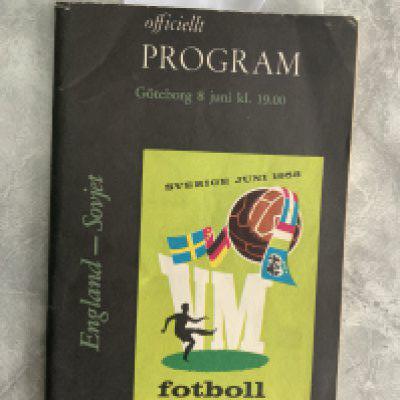 officiellt
PROGRAM
Göteborg 8 juni kl. 19.00
England – Sovjet
SVERIGE JUNI 1958
VM
fotboll